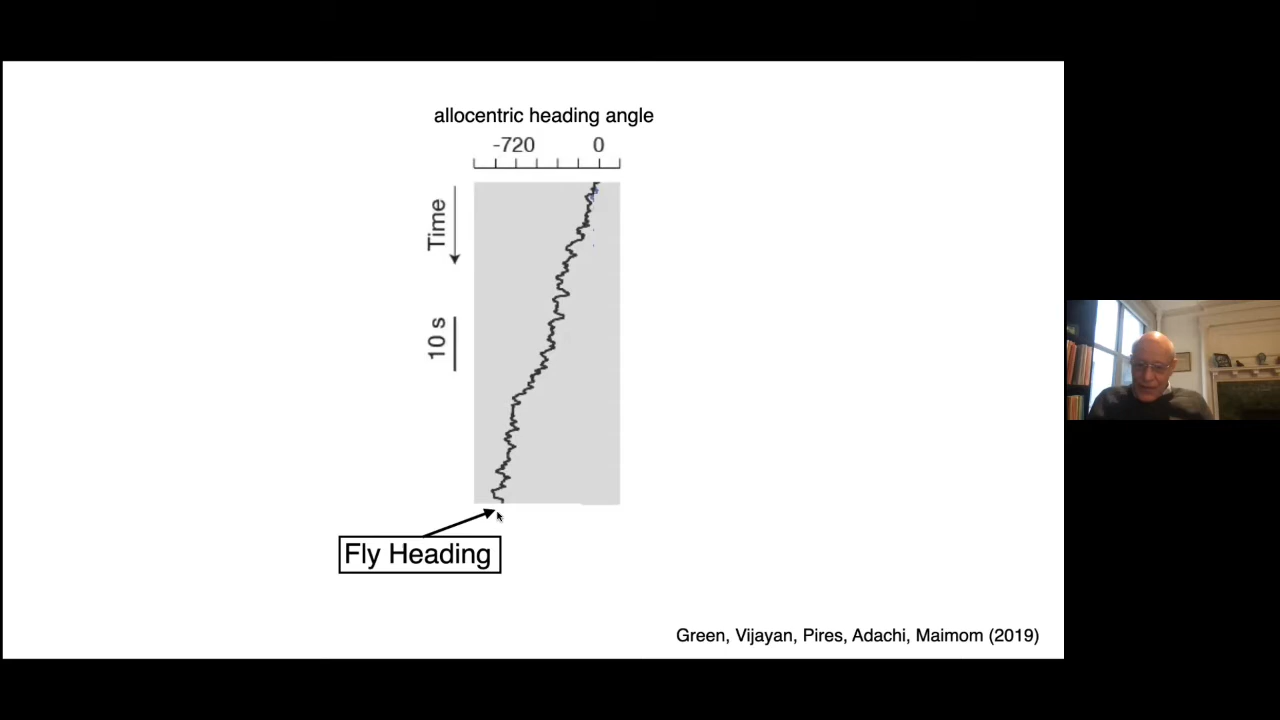 allocentric heading angle
-720 0
Time
10 s
Fly Heading
Green, Vijayan, Pires, Adachi, Maimom (2019)